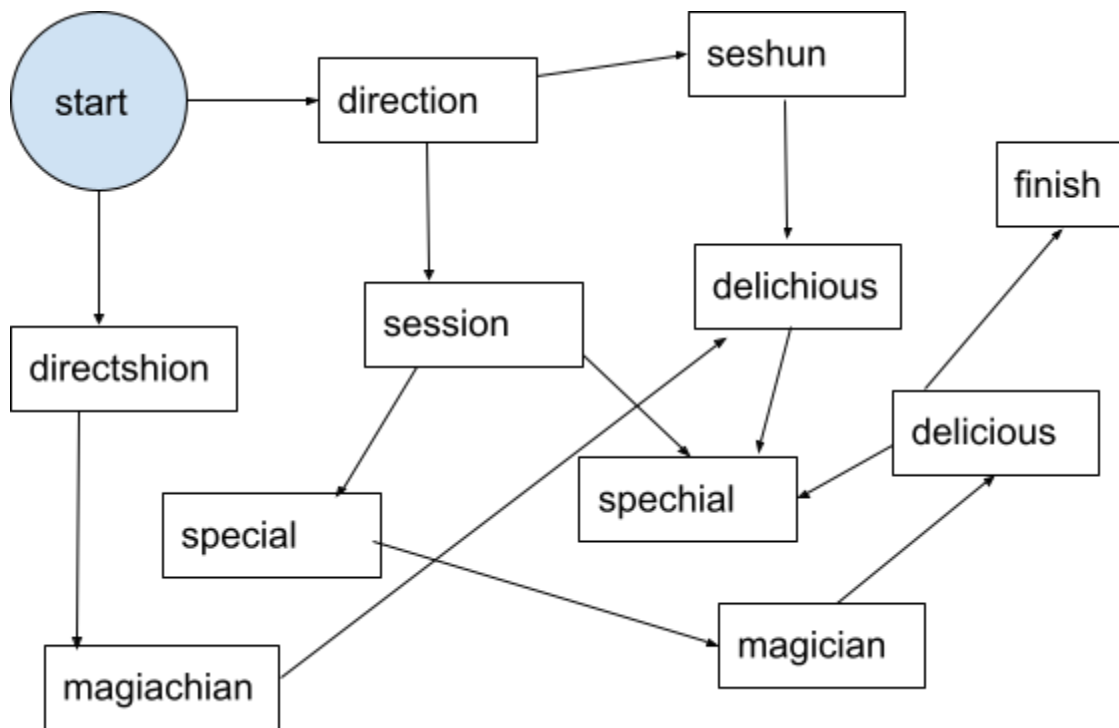 start
direction
seshun
finish
delichious
session
directshion
delicious
spechial
special
magician
magiachian